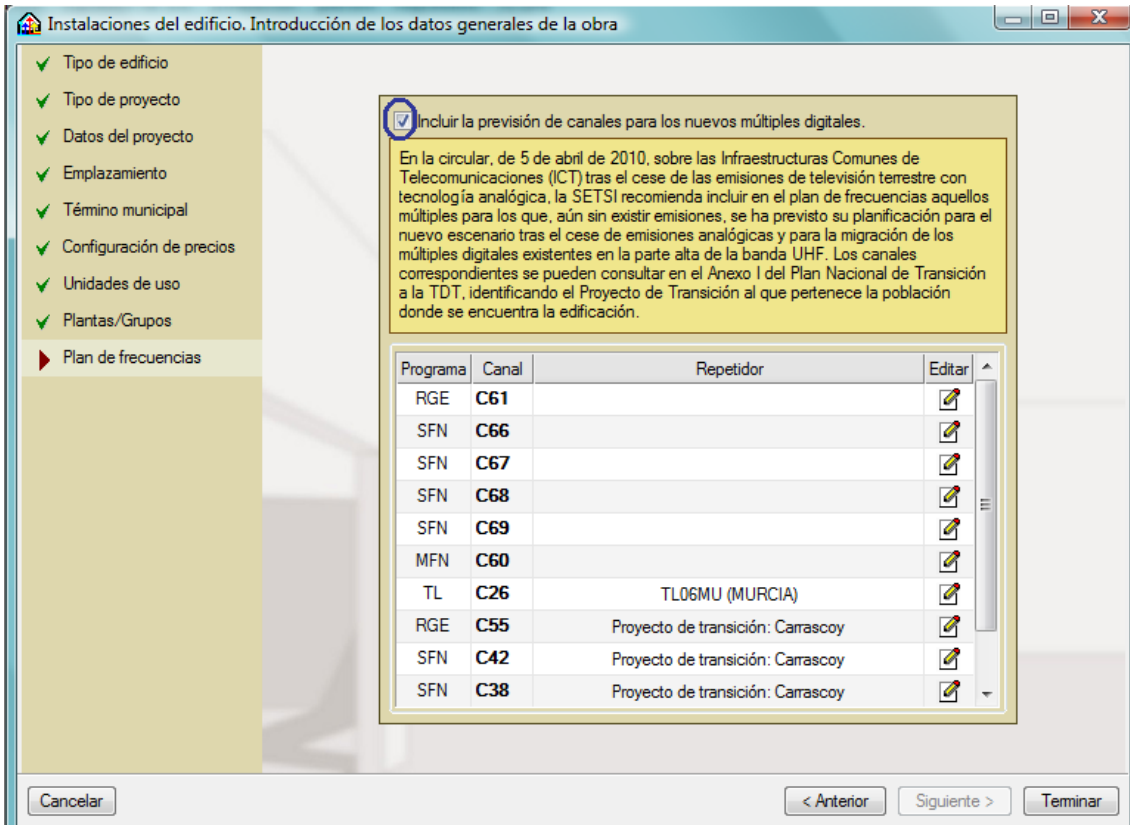 Instalaciones del edificio. Introducción de los datos generales de la obra
Tipo de edificio
Tipo de proyecto
Datos del proyecto
Emplazamiento
Término municipal
Configuración de precios
Unidades de uso
Plantas/Grupos
Plan de frecuencias
Incluir la previsión de canales para los nuevos múltiples digitales.
En la circular, de 5 de abril de 2010, sobre las Infraestructuras Comunes de
Telecomunicaciones (ICT) tras el cese de las emisiones de televisión terrestre con
tecnología analógica, la SETSI recomienda incluir en el plan de frecuencias aquellos
múltiples para los que, aún sin existir emisiones, se ha previsto su planificación para el
nuevo escenario tras el cese de emisiones analógicas y para la migración de los
múltiples digitales existentes en la parte alta de la banda UHF. Los canales
correspondientes se pueden consultar en el Anexo I del Plan Nacional de Transición
a la TDT, identificando el Proyecto de Transición al que pertenece la población
donde se encuentra la edificación.
Programa Canal Repetidor Editar
RGE C61
SFN C66
SFN C67
SFN C68
SFN C69
MFN C60
TL C26 TL06MU (MURCIA)
RGE C55 Proyecto de transición: Carrascoy
SFN C42 Proyecto de transición: Carrascoy
SFN C38 Proyecto de transición: Carrascoy
Cancelar < Anterior Siguiente > Terminar